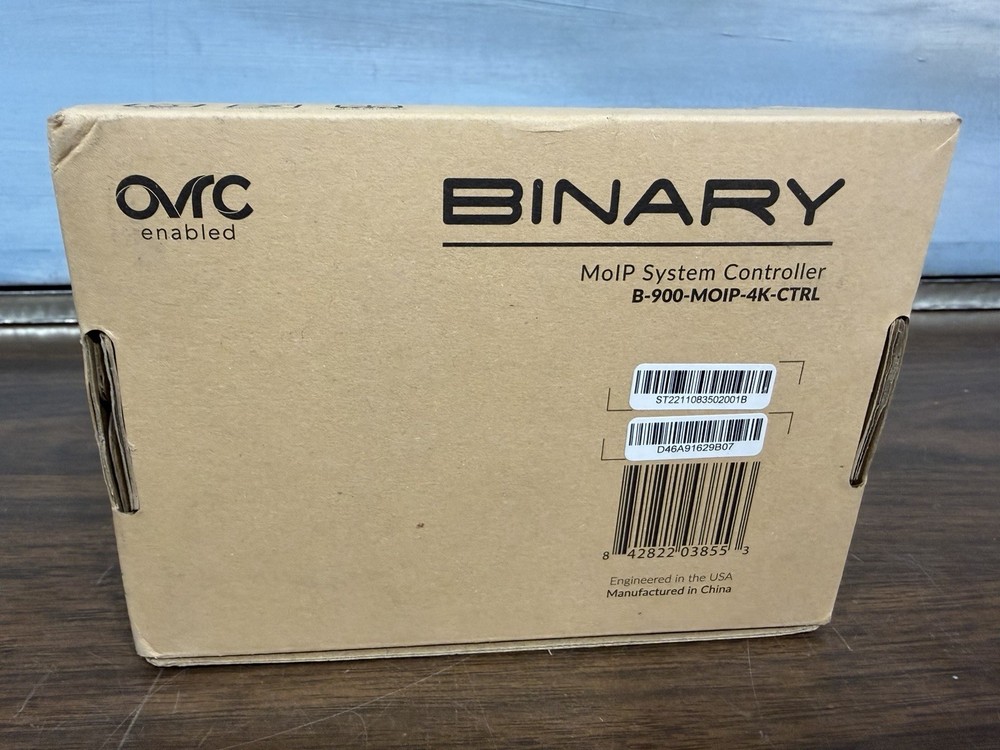 OVRC
enabled
BINARY
MoIP System Controller
B-900-MOIP-4K-CTRL
ST2211083502001B
D46A91629B07
8 42822 03855 3
Engineered in the USA
Manufactured in China